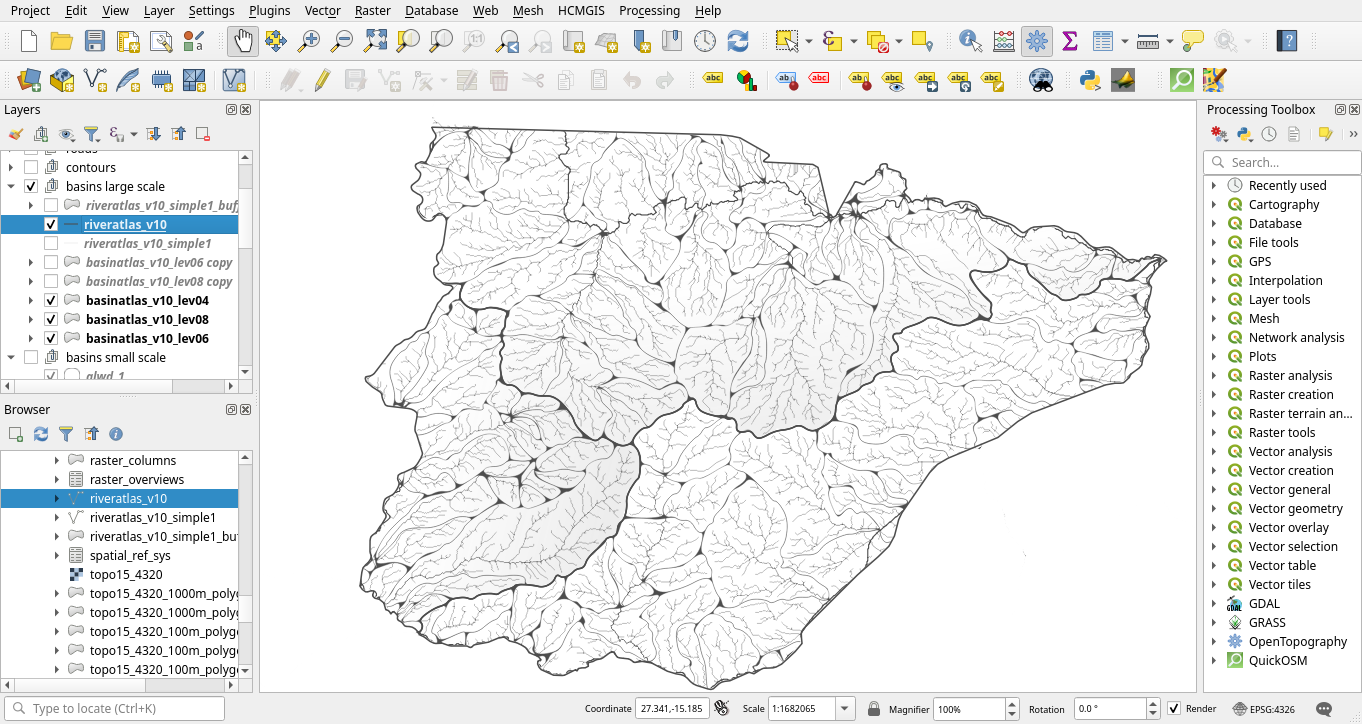 Project Edit View Layer Settings Plugins Vector Raster Database Web Mesh HCMGIS Processing Help
1:1
abc abc abc ab abc abc abc abc
Layers
contours
basins large scale
riveratlas_v10_simple1_buf
riveratlas_v10
riveratlas_v10_simple1
basinatlas_v10_lev06 copy
basinatlas_v10_lev08 copy
basinatlas_v10_lev04
basinatlas_v10_lev08
basinatlas_v10_lev06
basins small scale
Browser
raster_columns
raster_overviews
riveratlas_v10
riveratlas_v10_simple1
riveratlas_v10_simple1_bu
spatial_ref_sys
topo15_4320
topo15_4320_1000m_polyg
topo15_4320_1000m_polyg
topo15_4320_100m_polyg
topo15_4320_100m_polyg
topo15_4320_100m_polyg
Processing Toolbox
Search...
Recently used
Cartography
Database
File tools
GPS
Interpolation
Layer tools
Mesh
Network analysis
Plots
Raster analysis
Raster creation
Raster terrain an...
Raster tools
Vector analysis
Vector creation
Vector general
Vector geometry
Vector overlay
Vector selection
Vector table
Vector tiles
GDAL
GRASS
OpenTopography
QuickOSM
Type to locate (Ctrl+K)
Coordinate 27.341,-15.185 Scale 1:1682065 Magnifier 100% Rotation 0.0 ° Render EPSG:4326